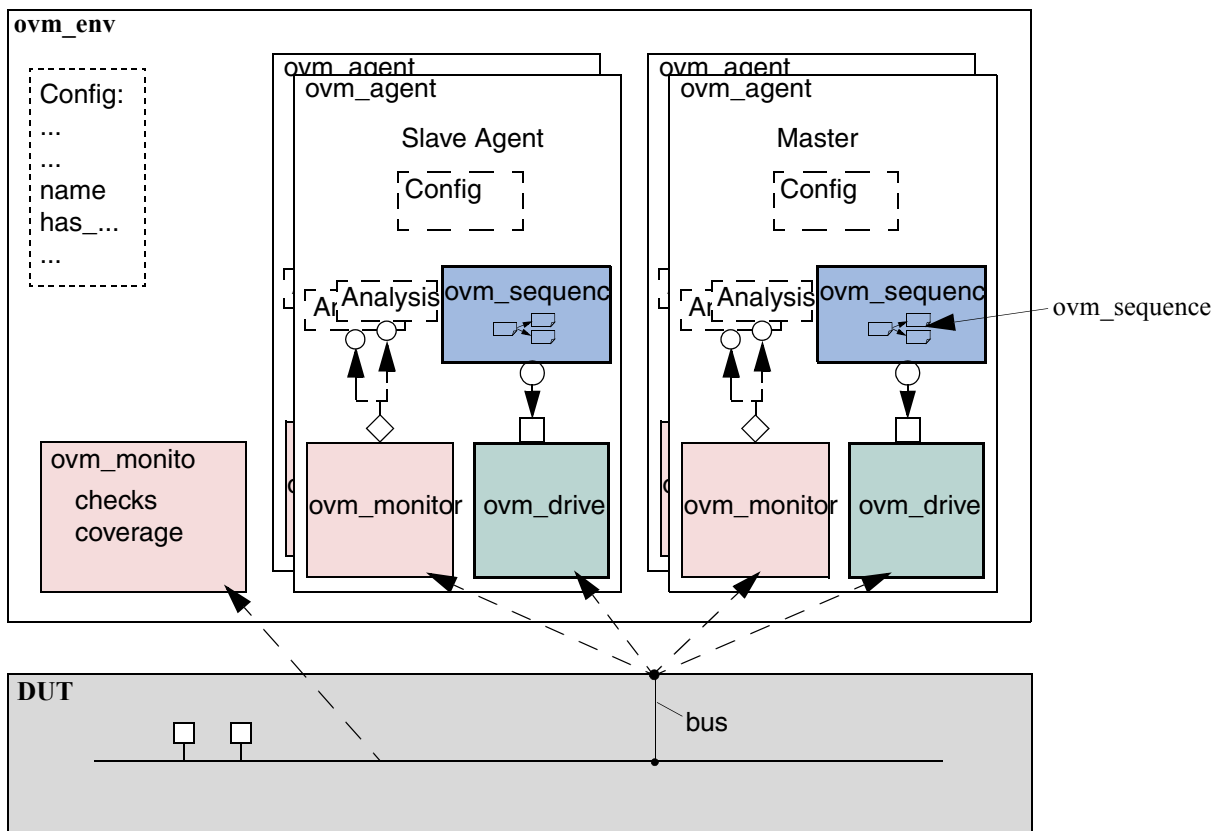 ovm_env
Config:
...
...
name
has_...
...
ovm_agent
ovm_agent
Slave Agent
Config
Analysis
ovm_sequenc
ovm_monitor
ovm_drive
ovm_agent
ovm_agent
Master
Config
Analysis
ovm_sequenc
ovm_monitor
ovm_drive
ovm_sequence
ovm_monito
checks
coverage
DUT
bus